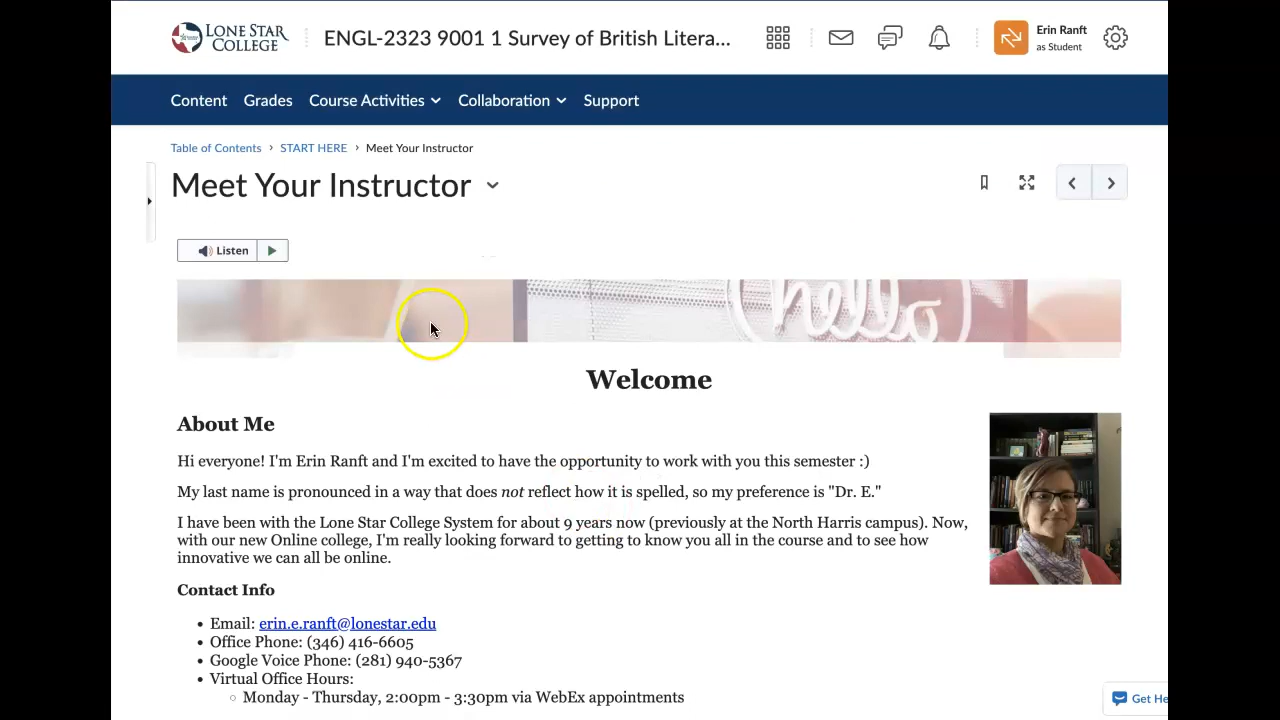 LONE STAR
COLLEGE
ENGL-2323 9001 1 Survey of British Litera...
Erin Ranft
as Student
Content Grades Course Activities Collaboration Support
Table of Contents › START HERE › Meet Your Instructor
Meet Your Instructor
Listen
hello
Welcome
About Me
Hi everyone! I'm Erin Ranft and I'm excited to have the opportunity to work with you this semester :)
My last name is pronounced in a way that does not reflect how it is spelled, so my preference is "Dr. E."
I have been with the Lone Star College System for about 9 years now (previously at the North Harris campus). Now,
with our new Online college, I'm really looking forward to getting to know you all in the course and to see how
innovative we can all be online.
Contact Info
• Email: erin.e.ranft@lonestar.edu
• Office Phone: (346) 416-6605
• Google Voice Phone: (281) 940-5367
• Virtual Office Hours:
○ Monday - Thursday, 2:00pm - 3:30pm via WebEx appointments
Get He